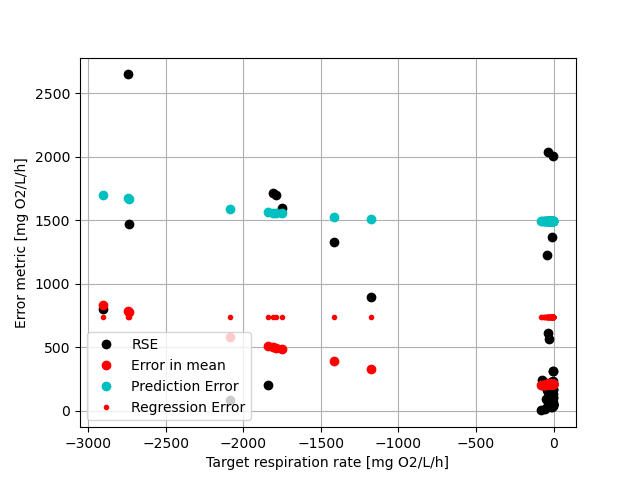 Error metric [mg O2/L/h]
2500
2000
1500
1000
500
0
RSE
Error in mean
Prediction Error
Regression Error
−3000 −2500 −2000 −1500 −1000 −500 0
Target respiration rate [mg O2/L/h]